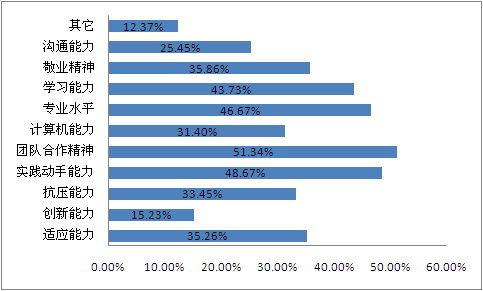 其它 12.37%
沟通能力 25.45%
敬业精神 35.86%
学习能力 43.73%
专业水平 46.67%
计算机能力 31.40%
团队合作精神 51.34%
实践动手能力 48.67%
抗压能力 33.45%
创新能力 15.23%
适应能力 35.26%
0.00% 10.00% 20.00% 30.00% 40.00% 50.00% 60.00%